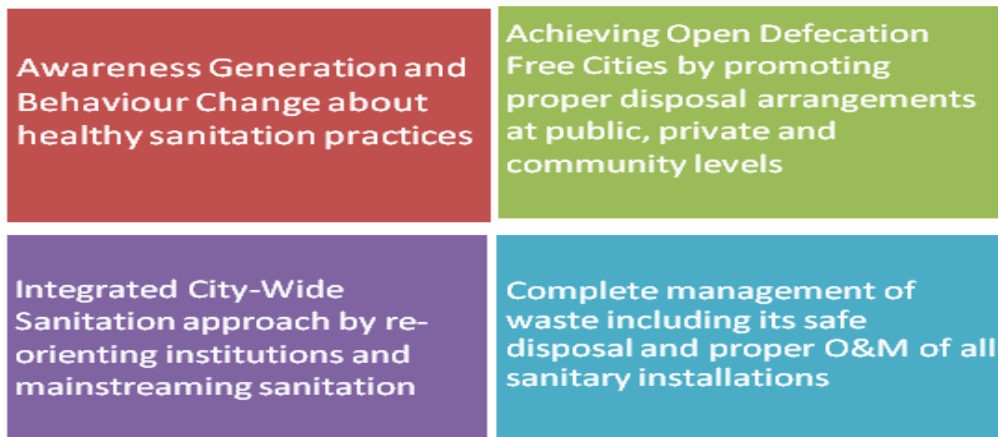 Awareness Generation and
Behaviour Change about
healthy sanitation practices
Achieving Open Defecation
Free Cities by promoting
proper disposal arrangements
at public, private and
community levels
Integrated City-Wide
Sanitation approach by re-
orienting institutions and
mainstreaming sanitation
Complete management of
waste including its safe
disposal and proper O&M of all
sanitary installations